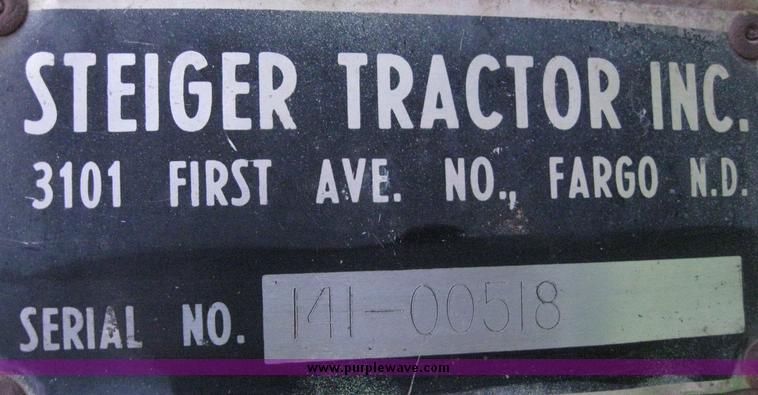 STEIGER TRACTOR INC.
3101 FIRST AVE. NO., FARGO N.D.
SERIAL NO. 141-00518
www.purplewave.com